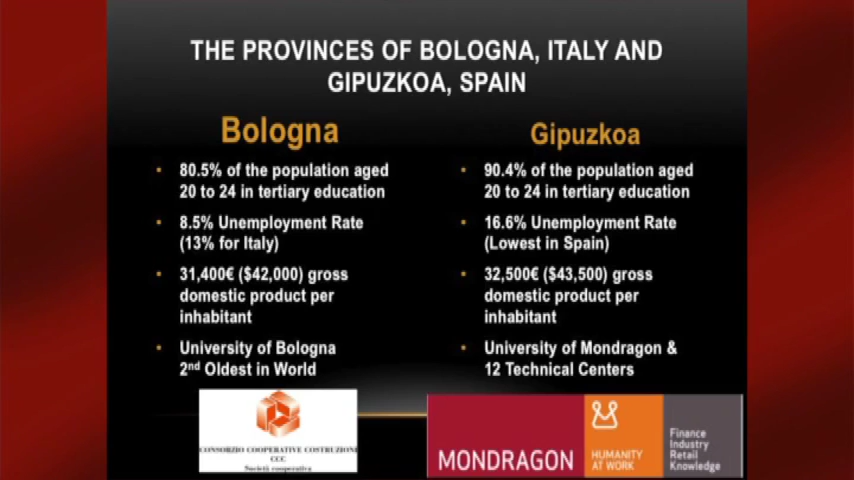 THE PROVINCES OF BOLOGNA, ITALY AND
GIPUZKOA, SPAIN
Bologna
• 80.5% of the population aged
20 to 24 in tertiary education
• 8.5% Unemployment Rate
(13% for Italy)
• 31,400€ ($42,000) gross
domestic product per
inhabitant
• University of Bologna
2nd Oldest in World
CONSORZIO COOPERATIVE COSTRUZIONI
CCC
Società cooperativa
Gipuzkoa
• 90.4% of the population aged
20 to 24 in tertiary education
• 16.6% Unemployment Rate
(Lowest in Spain)
• 32,500€ ($43,500) gross
domestic product per
inhabitant
• University of Mondragon &
12 Technical Centers
MONDRAGON
HUMANITY
AT WORK
Finance
Industry
Retail
Knowledge